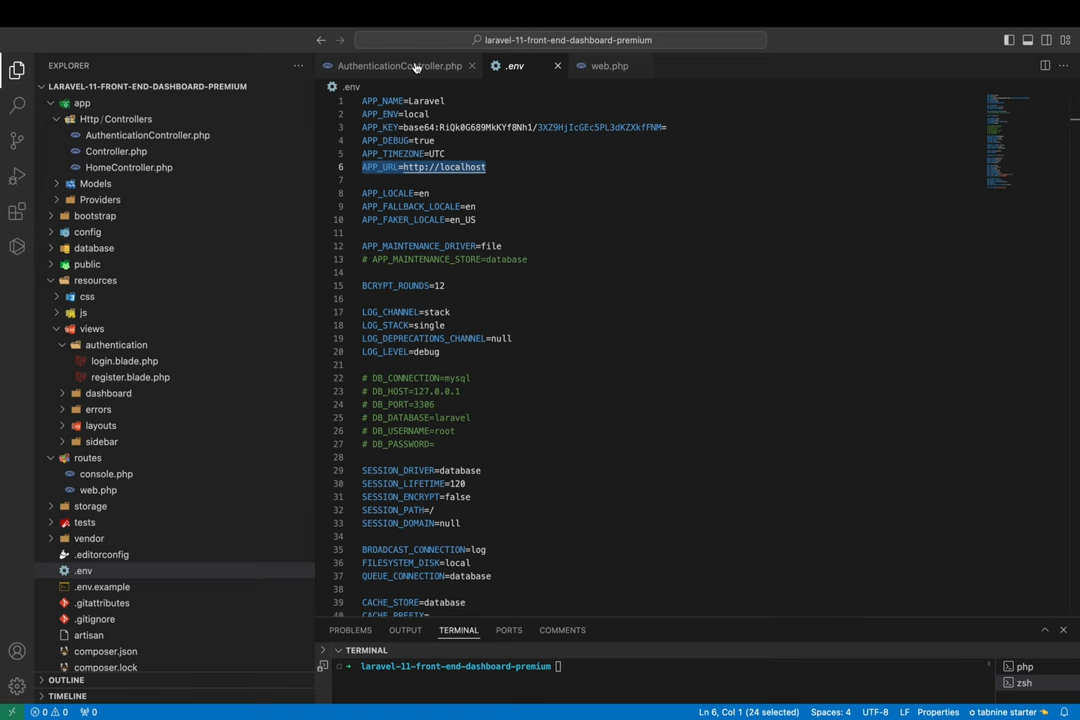 laravel-11-front-end-dashboard-premium
EXPLORER
LARAVEL-11-FRONT-END-DASHBOARD-PREMIUM
app
Http/Controllers
AuthenticationController.php
Controller.php
HomeController.php
Models
Providers
bootstrap
config
database
public
resources
css
js
views
authentication
login.blade.php
register.blade.php
dashboard
errors
layouts
sidebar
routes
console.php
web.php
storage
tests
vendor
.editorconfig
.env
.env.example
.gitattributes
.gitignore
artisan
composer.json
composer.lock
OUTLINE
TIMELINE
AuthenticationController.php
.env
web.php
.env
1 APP_NAME=Laravel
2 APP_ENV=local
3 APP_KEY=base64:RiQk0G689MkKYf8Nh1/3XZ9HjIcGEc5PL3dKZXkfFNM=
4 APP_DEBUG=true
5 APP_TIMEZONE=UTC
6 APP_URL=http://localhost
7
8 APP_LOCALE=en
9 APP_FALLBACK_LOCALE=en
10 APP_FAKER_LOCALE=en_US
11
12 APP_MAINTENANCE_DRIVER=file
13 # APP_MAINTENANCE_STORE=database
14
15 BCRYPT_ROUNDS=12
16
17 LOG_CHANNEL=stack
18 LOG_STACK=single
19 LOG_DEPRECATIONS_CHANNEL=null
20 LOG_LEVEL=debug
21
22 # DB_CONNECTION=mysql
23 # DB_HOST=127.0.0.1
24 # DB_PORT=3306
25 # DB_DATABASE=laravel
26 # DB_USERNAME=root
27 # DB_PASSWORD=
28
29 SESSION_DRIVER=database
30 SESSION_LIFETIME=120
31 SESSION_ENCRYPT=false
32 SESSION_PATH=/
33 SESSION_DOMAIN=null
34
35 BROADCAST_CONNECTION=log
36 FILESYSTEM_DISK=local
37 QUEUE_CONNECTION=database
38
39 CACHE_STORE=database
40 CACHE_PREFIX=
PROBLEMS OUTPUT TERMINAL PORTS COMMENTS
TERMINAL
laravel-11-front-end-dashboard-premium
php
zsh
0 0 0 Ln 6, Col 1 (24 selected) Spaces: 4 UTF-8 LF Properties tabnine starter